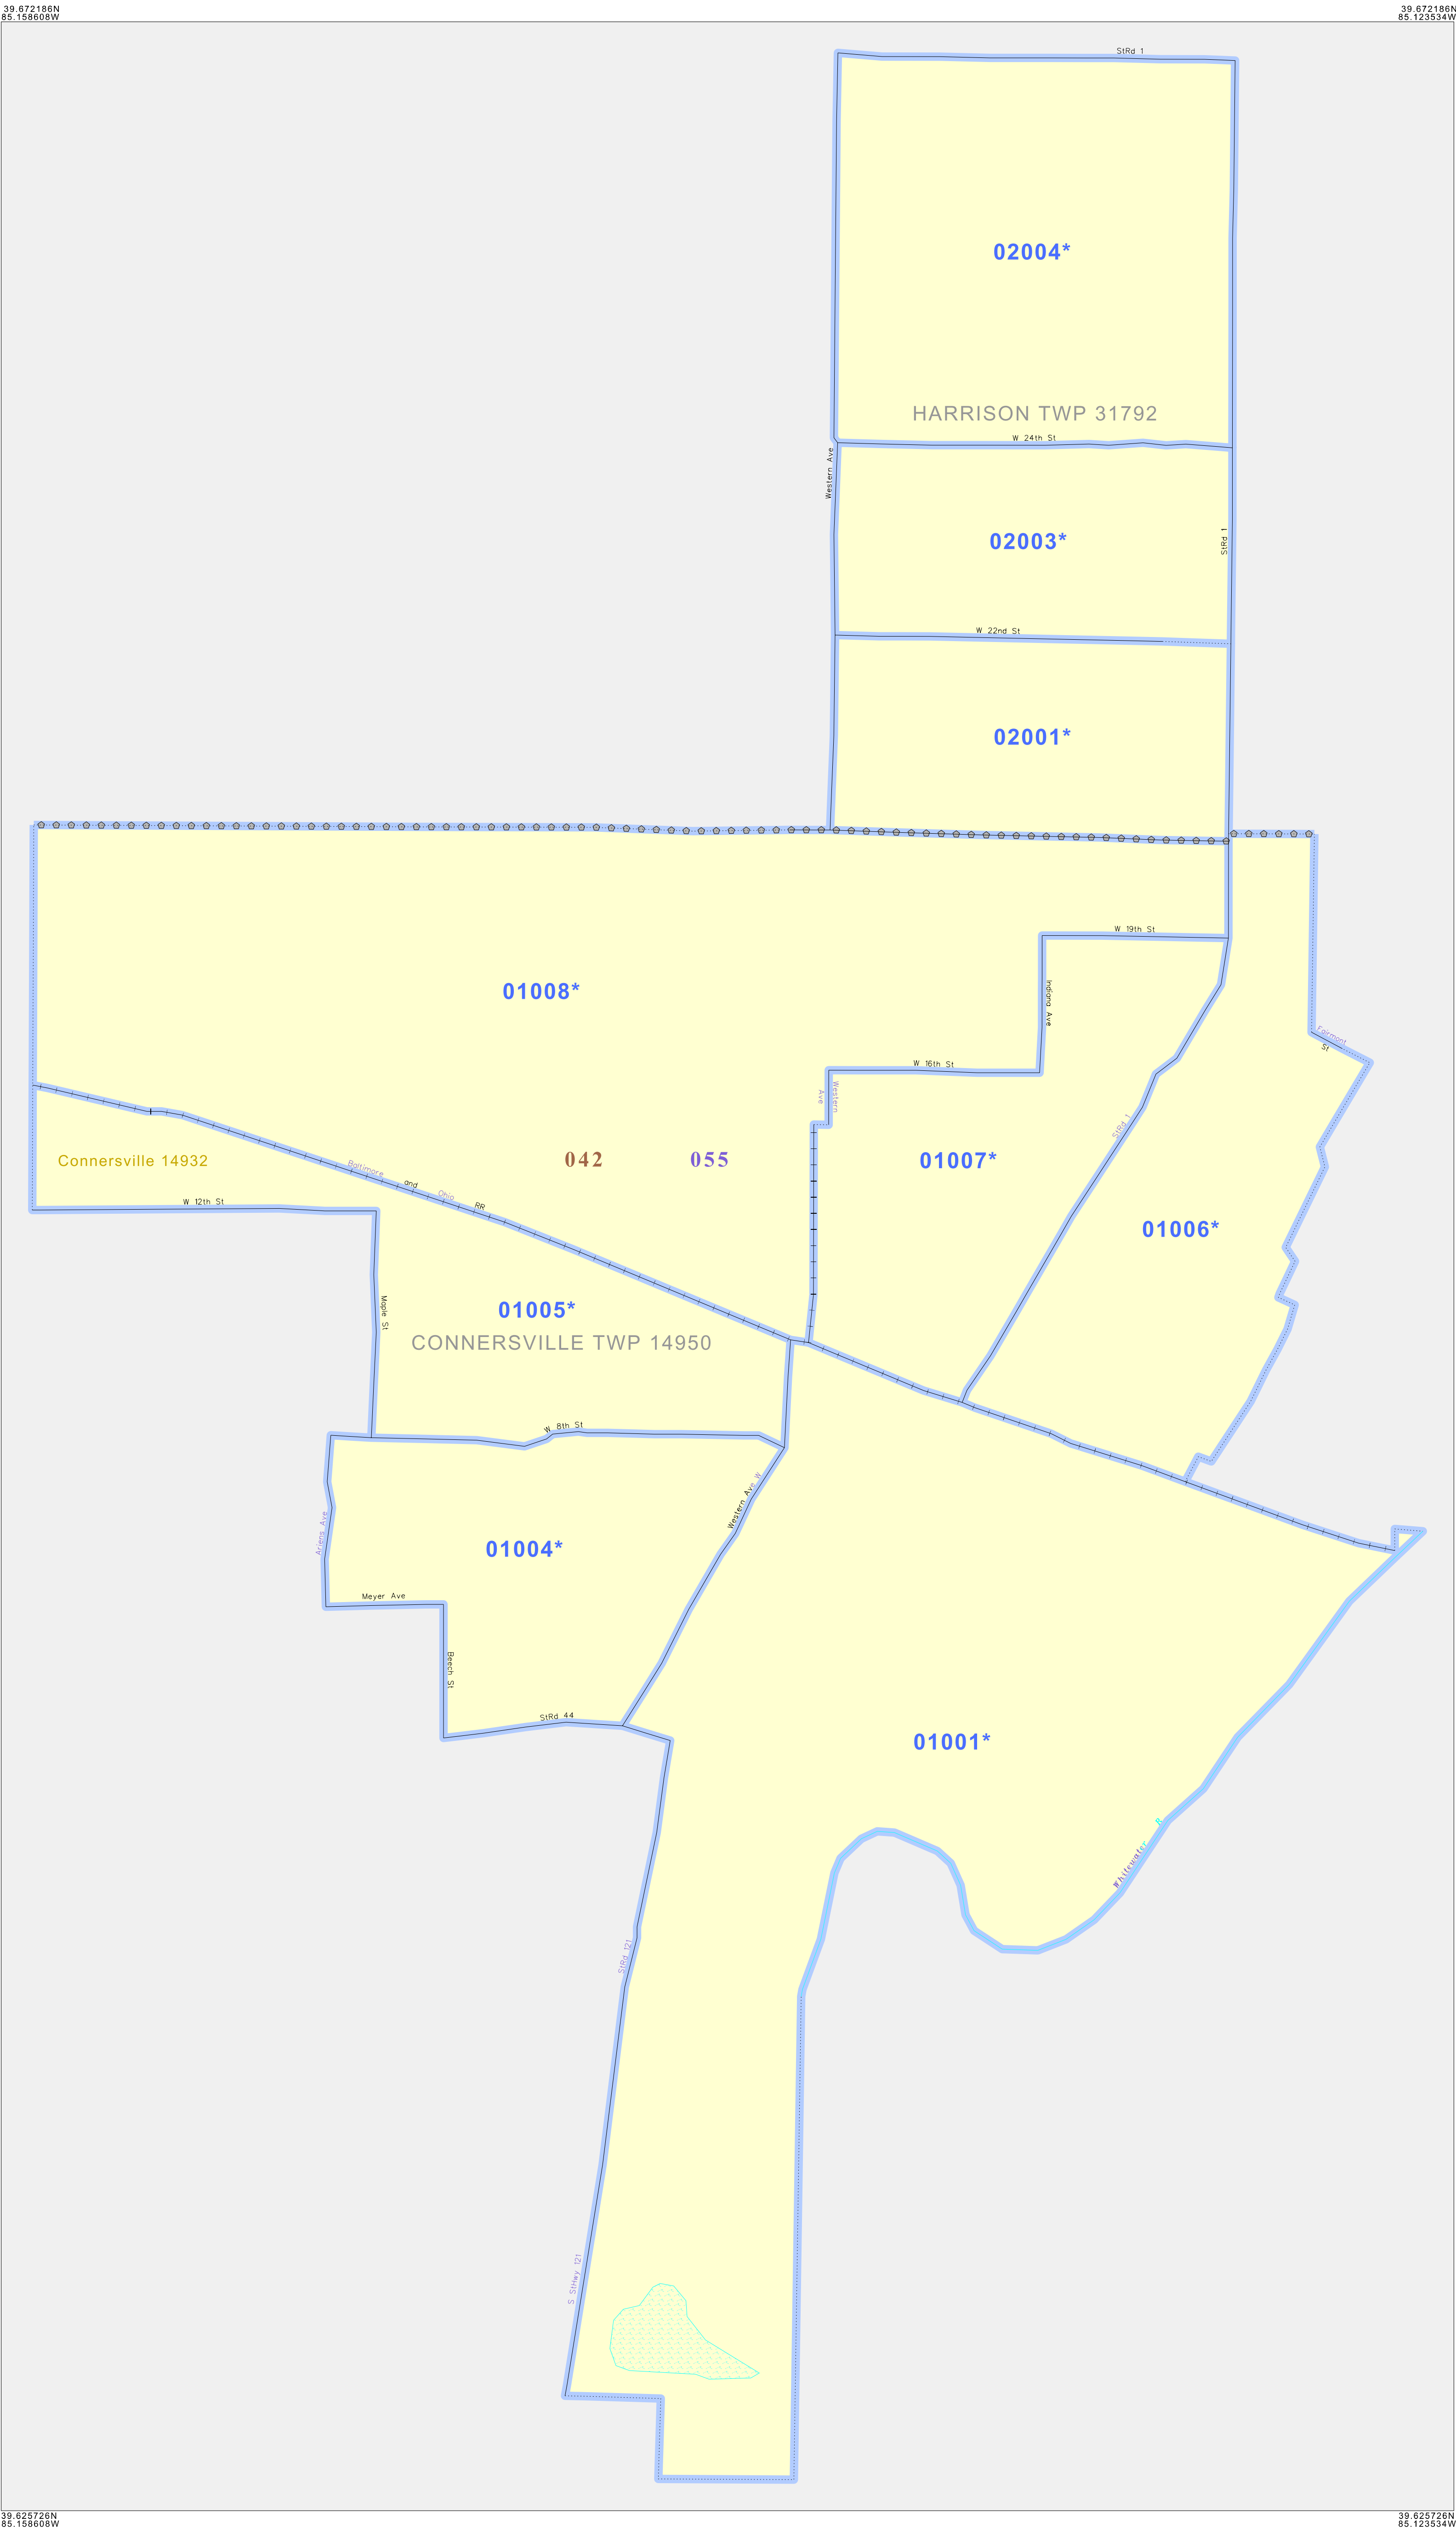 39.672186N
85.158608W
39.672186N
85.123534W
StRd 1
02004*
HARRISON TWP 31792
W 24th St
Western Ave
02003*
StRd 1
W 22nd St
02001*
W 19th St
01008*
Indiana Ave
Fairmont
St
W 16th St
Western
Ave
StRd 1
Connersville 14932
Baltimore
and
Ohio
RR
042
055
01007*
W 12th St
01006*
Maple St
01005*
CONNERSVILLE TWP 14950
W 8th St
Western Ave W
Ariens Ave
01004*
Meyer Ave
Beech St
StRd 44
01001*
Whitewater R
StRd 121
S StHwy 121
39.625726N
85.158608W
39.625726N
85.123534W